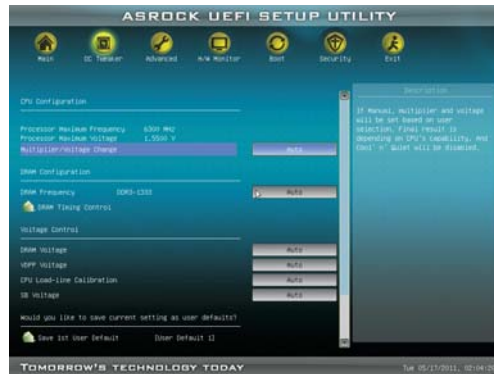 ASROCK UEFI SETUP UTILITY
Main
OC Tweaker
Advanced
H/W Monitor
Boot
Security
Exit
CPU Configuration
Processor Maximum Frequency 6300 MHz
Processor Maximum Voltage 1.5500 V
Multiplier/Voltage Change Auto
DRAM Configuration
DRAM Frequency DDR3-1333 Auto
DRAM Timing Control
Voltage Control
DRAM Voltage Auto
VDPP Voltage Auto
CPU Load-line Calibration Auto
SB Voltage Auto
Would you like to save current setting as user defaults?
Save 1st User Default [User Default 1]
Description
If Manual, multiplier and voltage
will be set based on user
selection. Final result is
depending on CPU's capability. And
Cool' n' Quiet will be disabled.
TOMORROW'S TECHNOLOGY TODAY
Tue 05/17/2011,